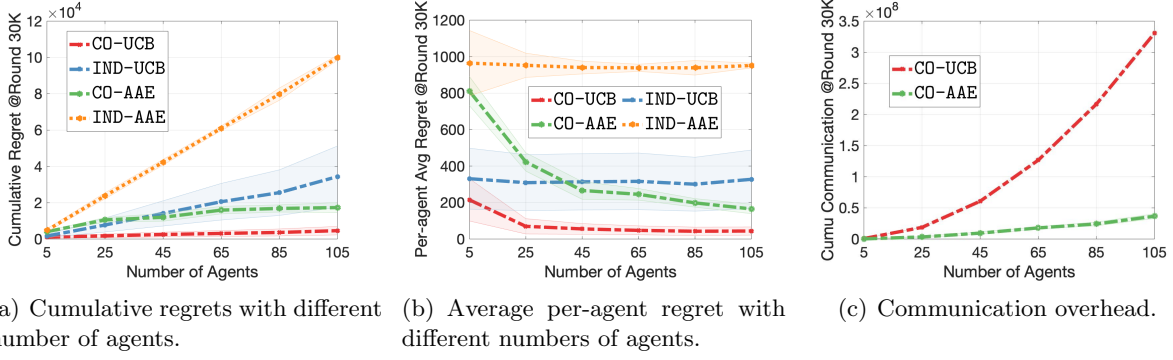 12 ×10⁴
10
8
6
4
2
0
5 25 45 65 85 105
Cumulative Regret @Round 30K
Number of Agents
CO-UCB
IND-UCB
CO-AAE
IND-AAE
1200
1000
800
600
400
200
0
5 25 45 65 85 105
Per-agent Avg Regret @Round 30K
Number of Agents
CO-UCB IND-UCB
CO-AAE IND-AAE
3.5 ×10⁸
3
2.5
2
1.5
1
0.5
0
5 25 45 65 85 105
Cumu Communication @Round 30K
Number of Agents
CO-UCB
CO-AAE
a) Cumulative regrets with different
number of agents.
(b) Average per-agent regret with
different numbers of agents.
(c) Communication overhead.